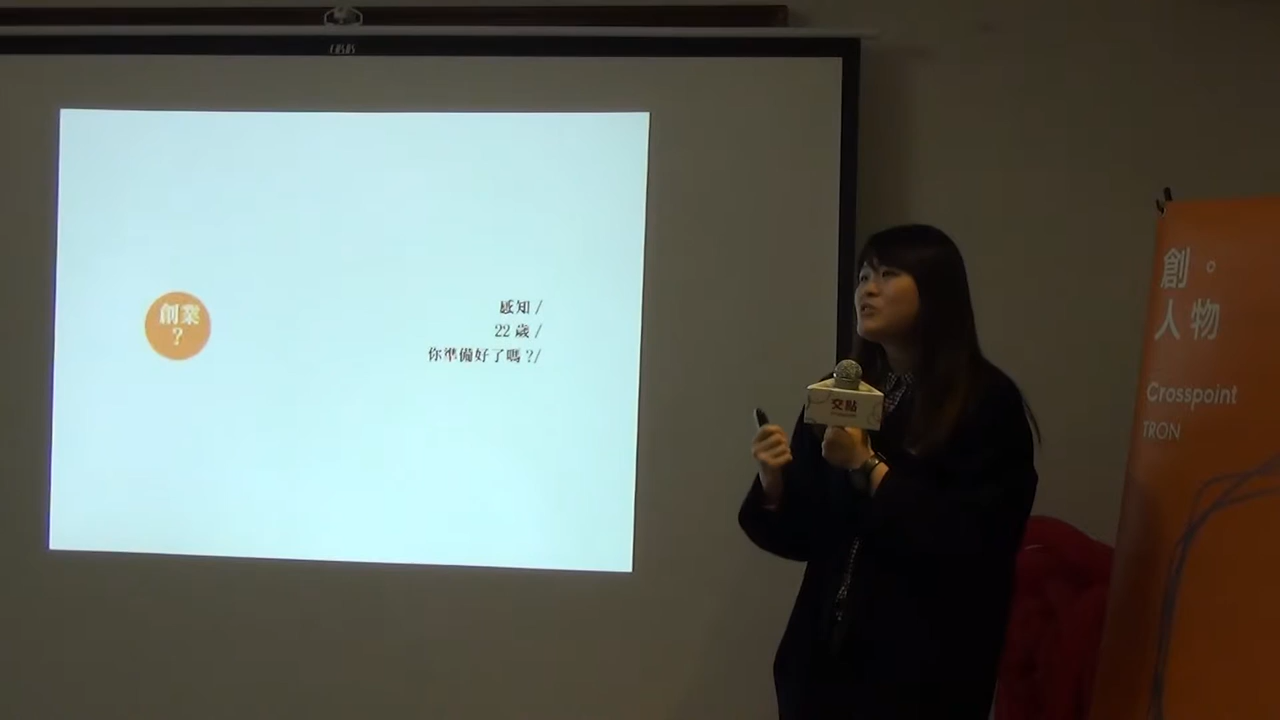 創業
?
感知 /
22 歲 /
你準備好了嗎 ?/
交點
創。
人物
Crosspoint
TRON